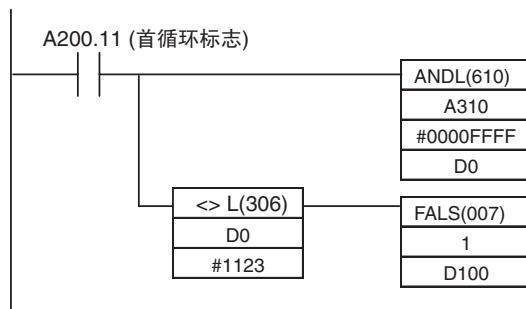 A200.11 (首循环标志)
ANDL(610)
A310
#0000FFFF
D0
<> L(306)
D0
#1123
FALS(007)
1
D100